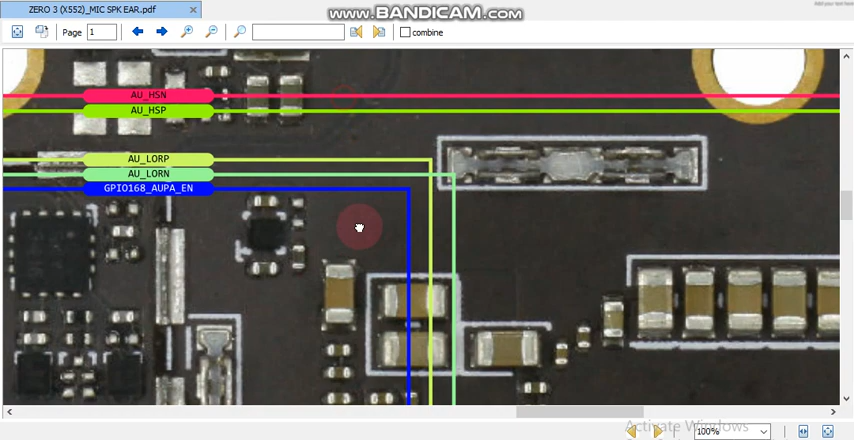 ZERO 3 (X552)_MIC SPK EAR.pdf
www.BANDICAM.com
Page 1
combine
AU_HSN
AU_HSP
AU_LORP
AU_LORN
GPIO168_AUPA_EN
Activate Windows
100%